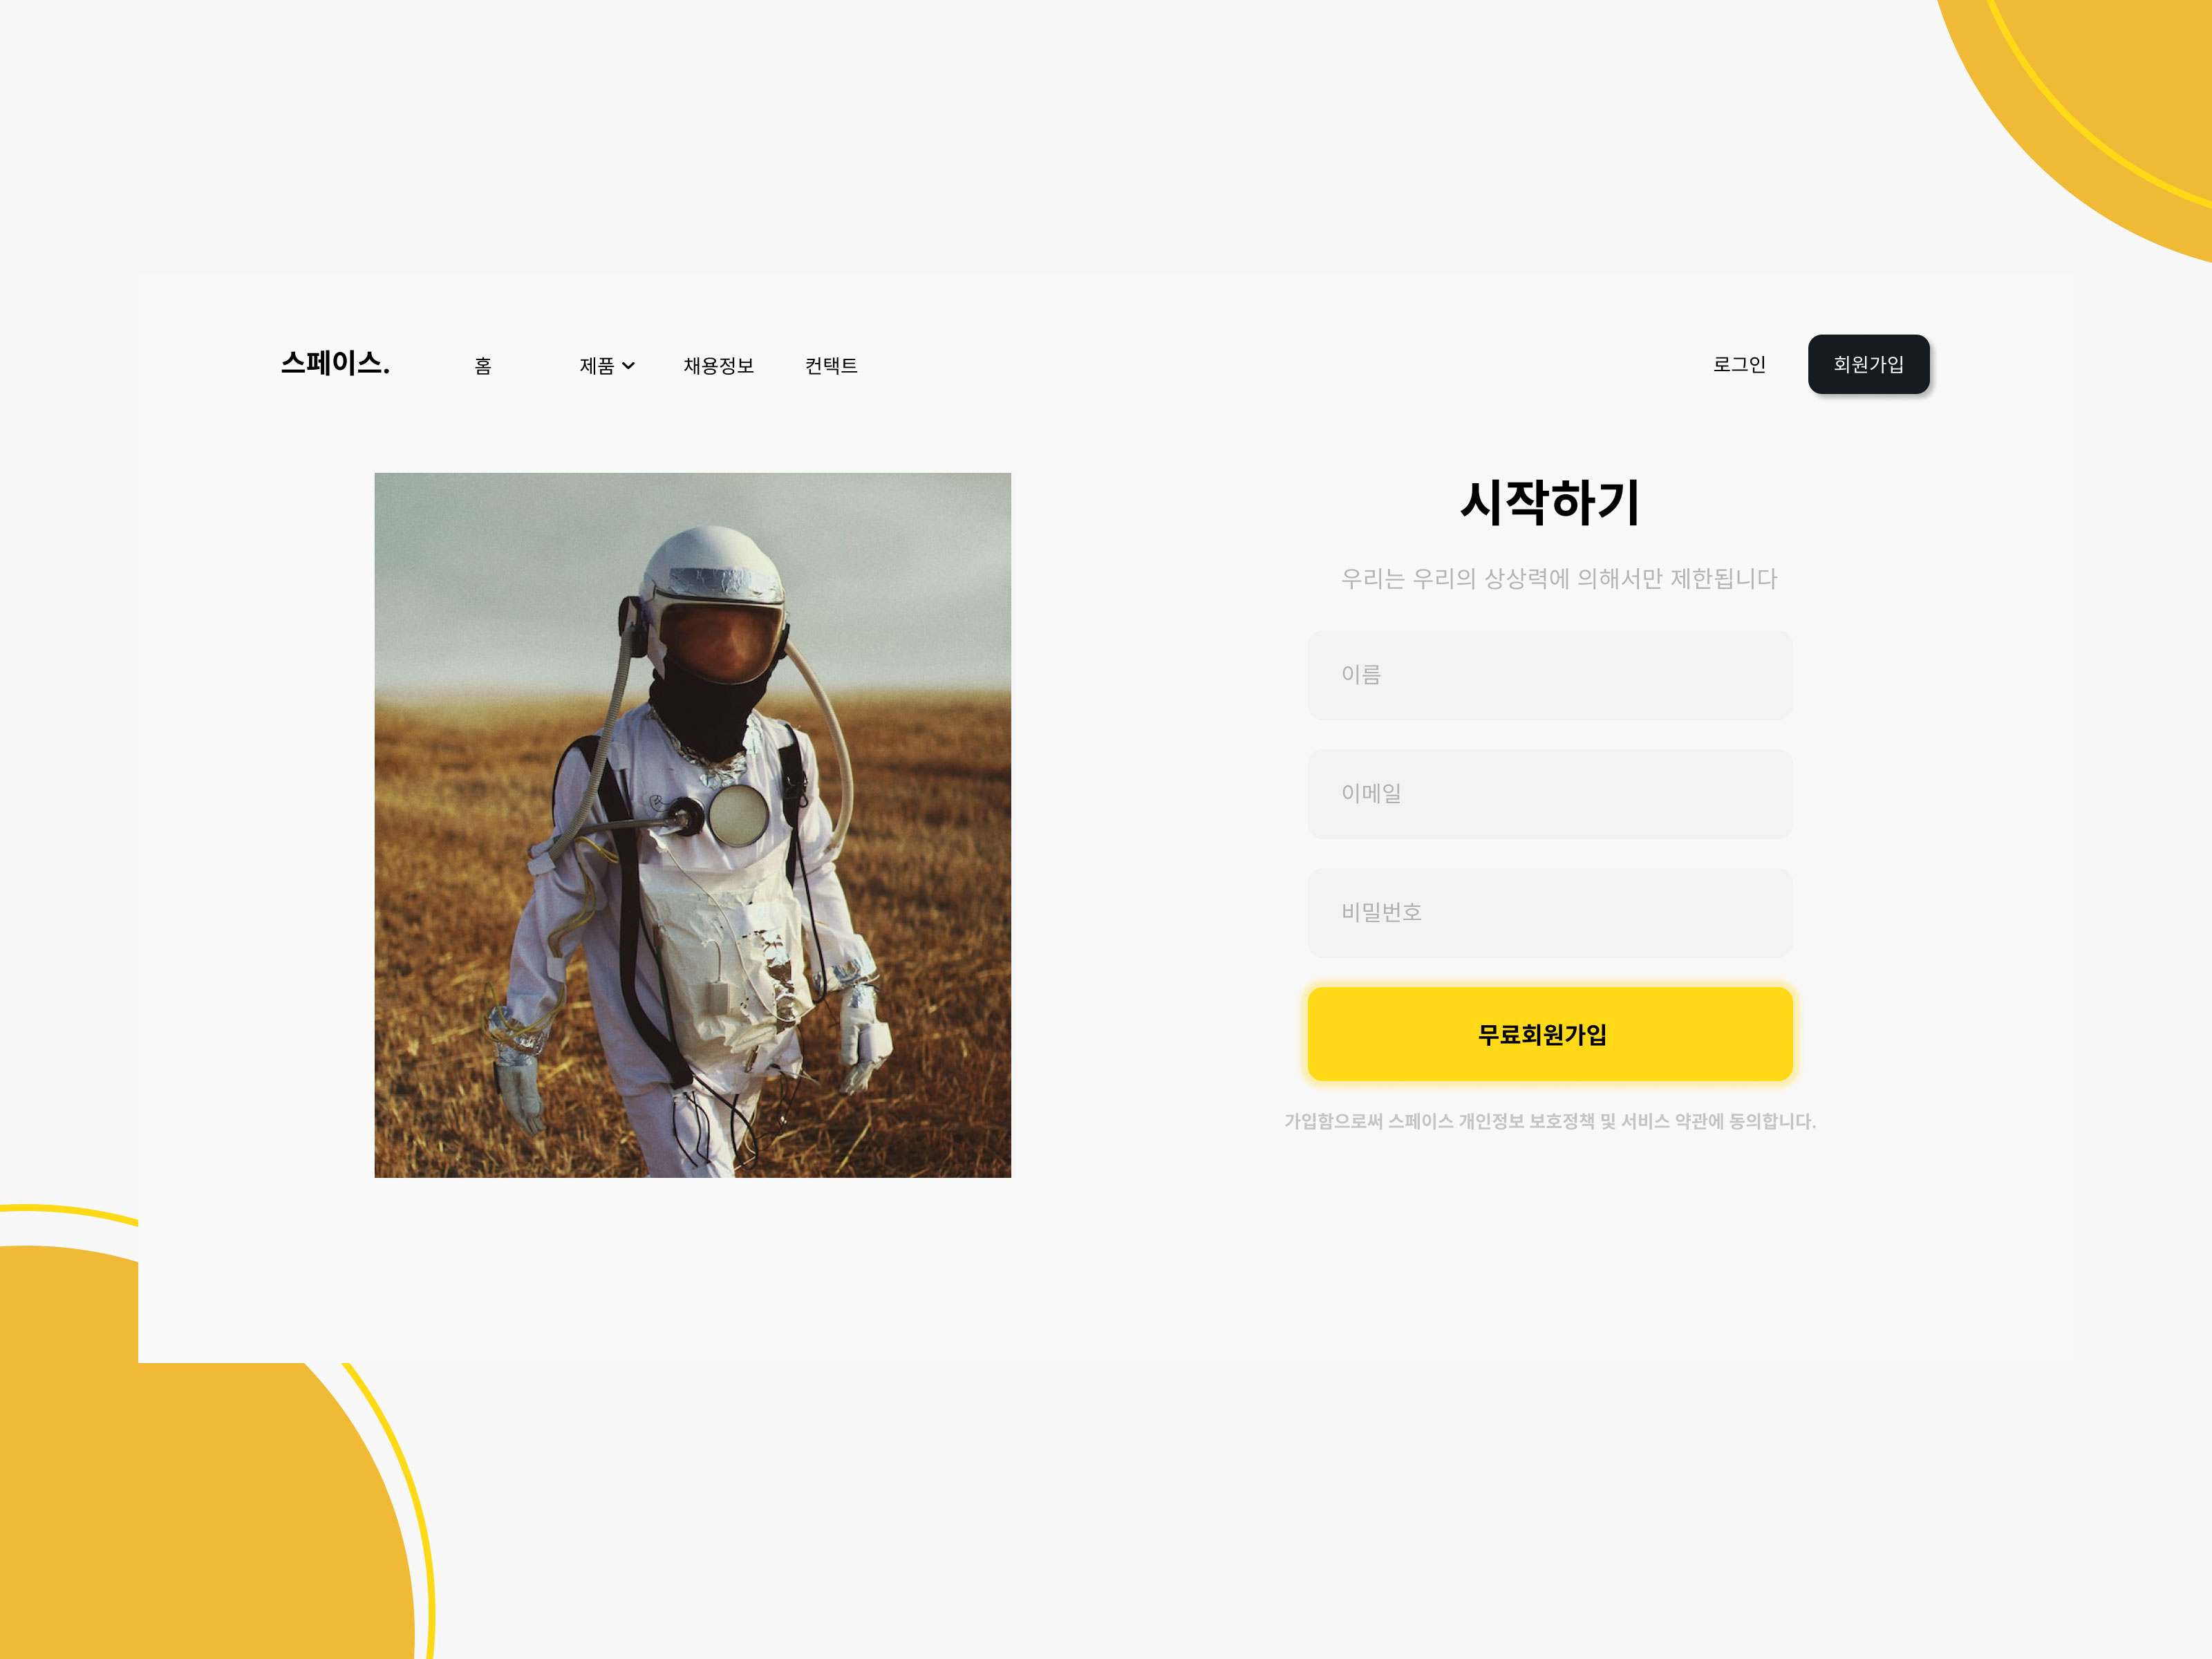 스페이스.
홈 제품 채용정보 컨택트
로그인 회원가입
시작하기
우리는 우리의 상상력에 의해서만 제한됩니다
이름
이메일
비밀번호
무료회원가입
가입함으로써 스페이스 개인정보 보호정책 및 서비스 약관에 동의합니다.